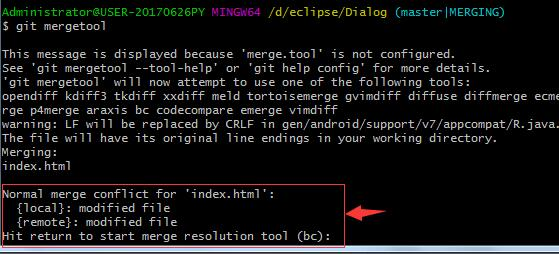 Administrator@USER-20170626PY MINGW64 /d/eclipse/Dialog (master|MERGING)
$ git mergetool
This message is displayed because 'merge.tool' is not configured.
See 'git mergetool --tool-help' or 'git help config' for more details.
'git mergetool' will now attempt to use one of the following tools:
opendiff kdiff3 tkdiff xxdiff meld tortoisemerge gvimdiff diffuse diffmerge ecme
rge p4merge araxis bc codecompare emerge vimdiff
warning: LF will be replaced by CRLF in gen/android/support/v7/appcompat/R.java.
The file will have its original line endings in your working directory.
Merging:
index.html
Normal merge conflict for 'index.html':
{local}: modified file
{remote}: modified file
Hit return to start merge resolution tool (bc):